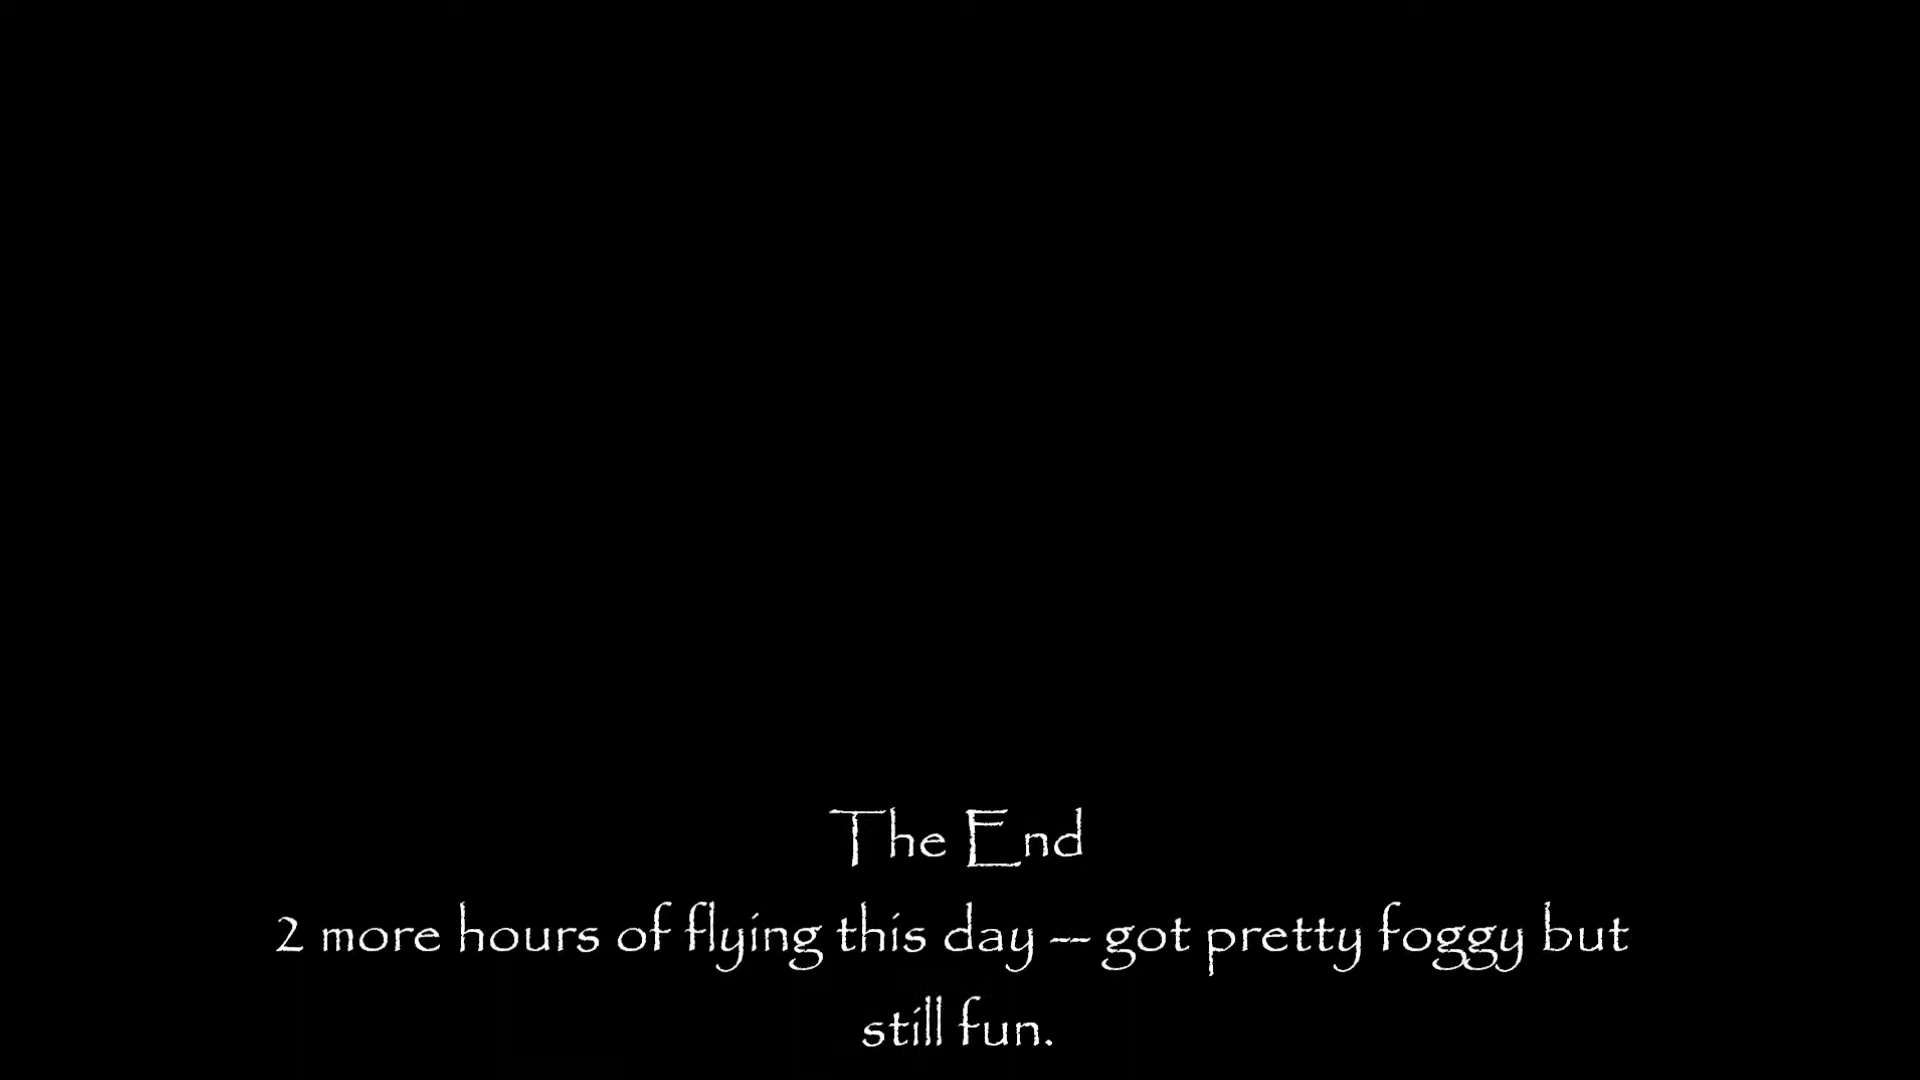 The End
2 more hours of flying this day -- got pretty foggy but
still fun.